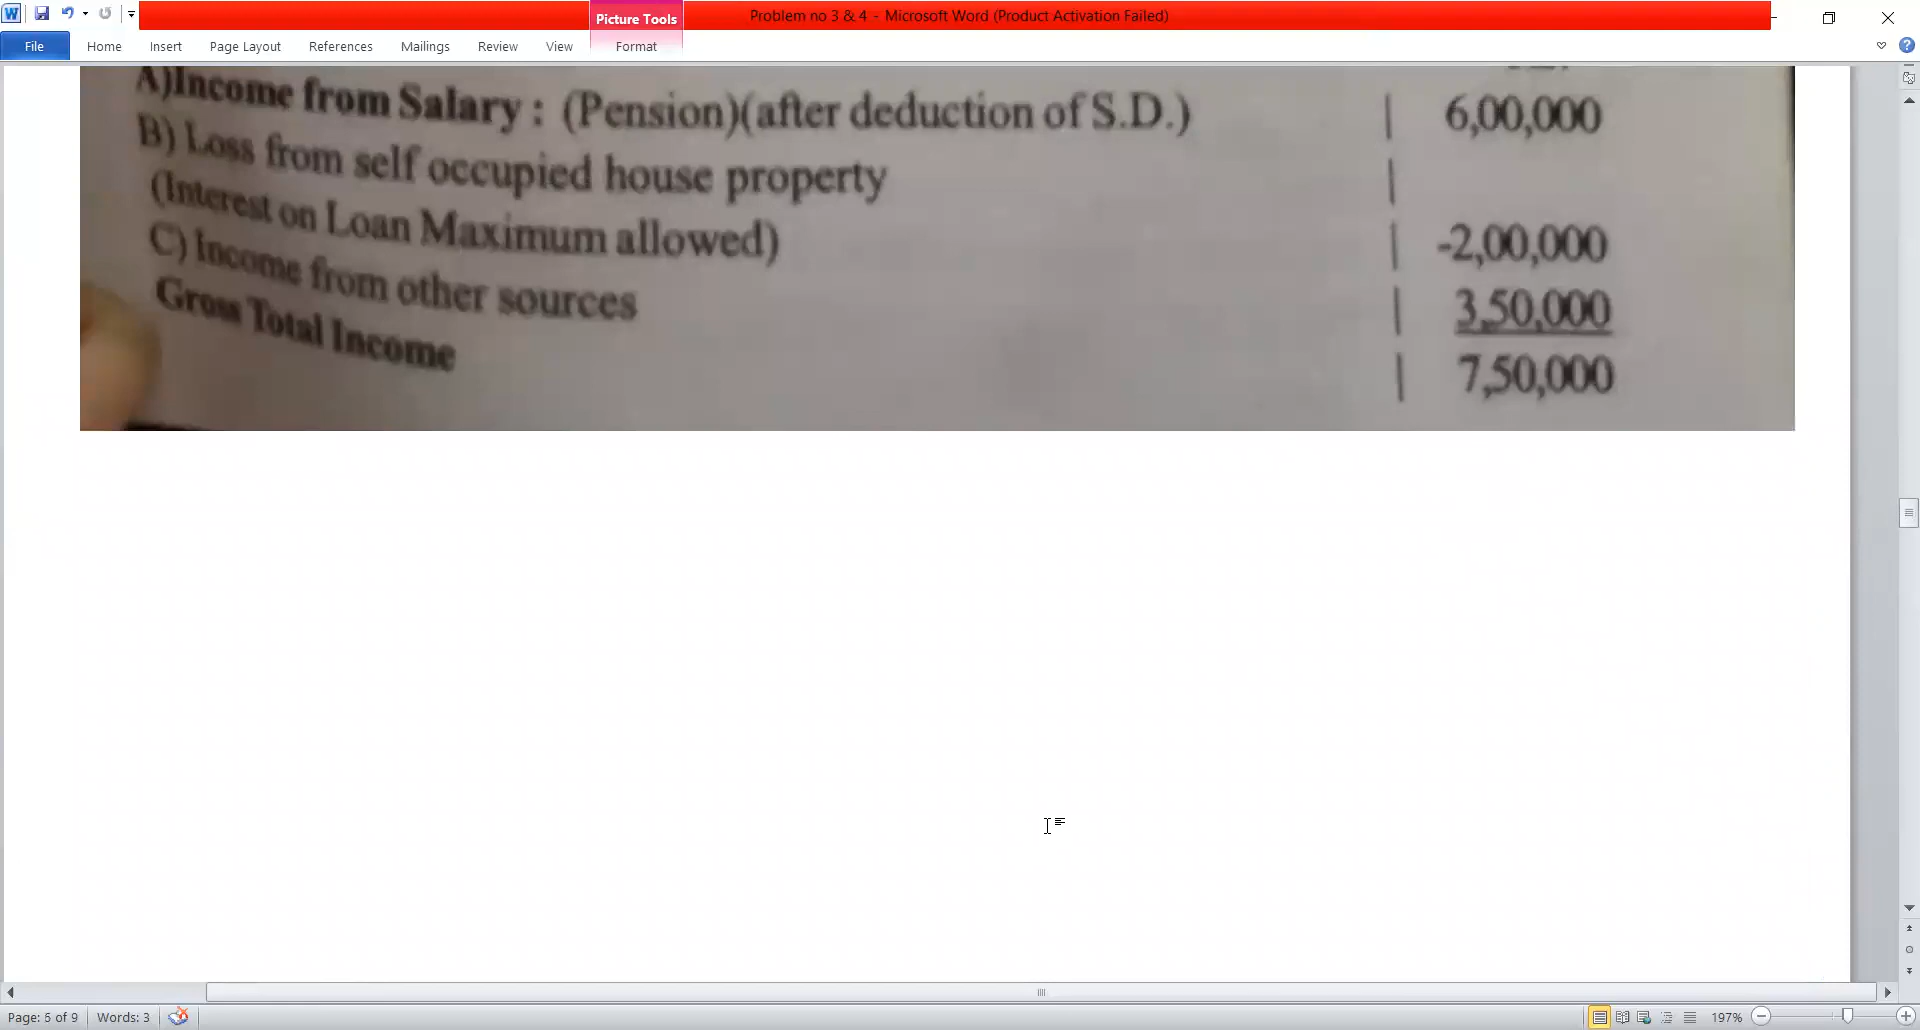 Problem no 3 & 4 - Microsoft Word (Product Activation Failed)
Picture Tools
File Home Insert Page Layout References Mailings Review View Format
A)Income from Salary : (Pension)(after deduction of S.D.) | 6,00,000
B) Loss from self occupied house property |
(Interest on Loan Maximum allowed) | -2,00,000
C) Income from other sources | 3,50,000
Gross Total Income | 7,50,000
Page: 5 of 9 Words: 3 197%